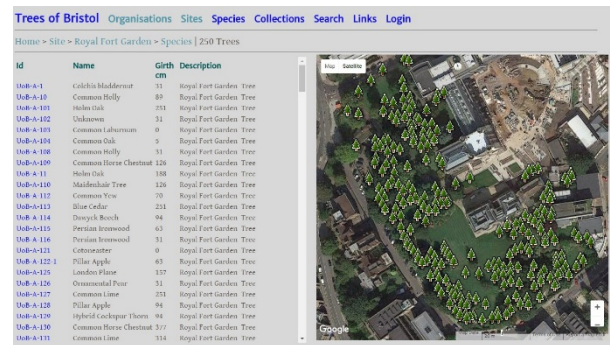 Trees of Bristol Organisations Sites Species Collections Search Links Login
Home > Site > Royal Fort Garden > Species | 250 Trees
Id Name Girth cm Description
UoB-A-1 Colchis Bladdernut 31 Royal Fort Garden Tree
UoB-A-10 Common Holly 89 Royal Fort Garden Tree
UoB-A-101 Holm Oak 251 Royal Fort Garden Tree
UoB-A-102 Unknown 31 Royal Fort Garden Tree
UoB-A-103 Common Laburnum 0 Royal Fort Garden Tree
UoB-A-104 Common Oak 5 Royal Fort Garden Tree
UoB-A-108 Common Holly 31 Royal Fort Garden Tree
UoB-A-109 Common Horse Chestnut 126 Royal Fort Garden Tree
UoB-A-11 Holm Oak 188 Royal Fort Garden Tree
UoB-A-110 Maidenhair Tree 126 Royal Fort Garden Tree
UoB-A-112 Common Yew 70 Royal Fort Garden Tree
UoB-A-113 Blue Cedar 251 Royal Fort Garden Tree
UoB-A-114 Dawyck Beech 94 Royal Fort Garden Tree
UoB-A-115 Persian Ironwood 63 Royal Fort Garden Tree
UoB-A-116 Persian Ironwood 31 Royal Fort Garden Tree
UoB-A-121 Cotoneaster 0 Royal Fort Garden Tree
UoB-A-122-1 Pillar Apple 63 Royal Fort Garden Tree
UoB-A-125 London Plane 157 Royal Fort Garden Tree
UoB-A-126 Ornamental Pear 31 Royal Fort Garden Tree
UoB-A-127 Common Lime 251 Royal Fort Garden Tree
UoB-A-128 Pillar Apple 94 Royal Fort Garden Tree
UoB-A-129 Hybrid Cockspur Thorn 94 Royal Fort Garden Tree
UoB-A-130 Common Horse Chestnut 377 Royal Fort Garden Tree
UoB-A-131 Common Lime 314 Royal Fort Garden Tree
Map Satellite
Google